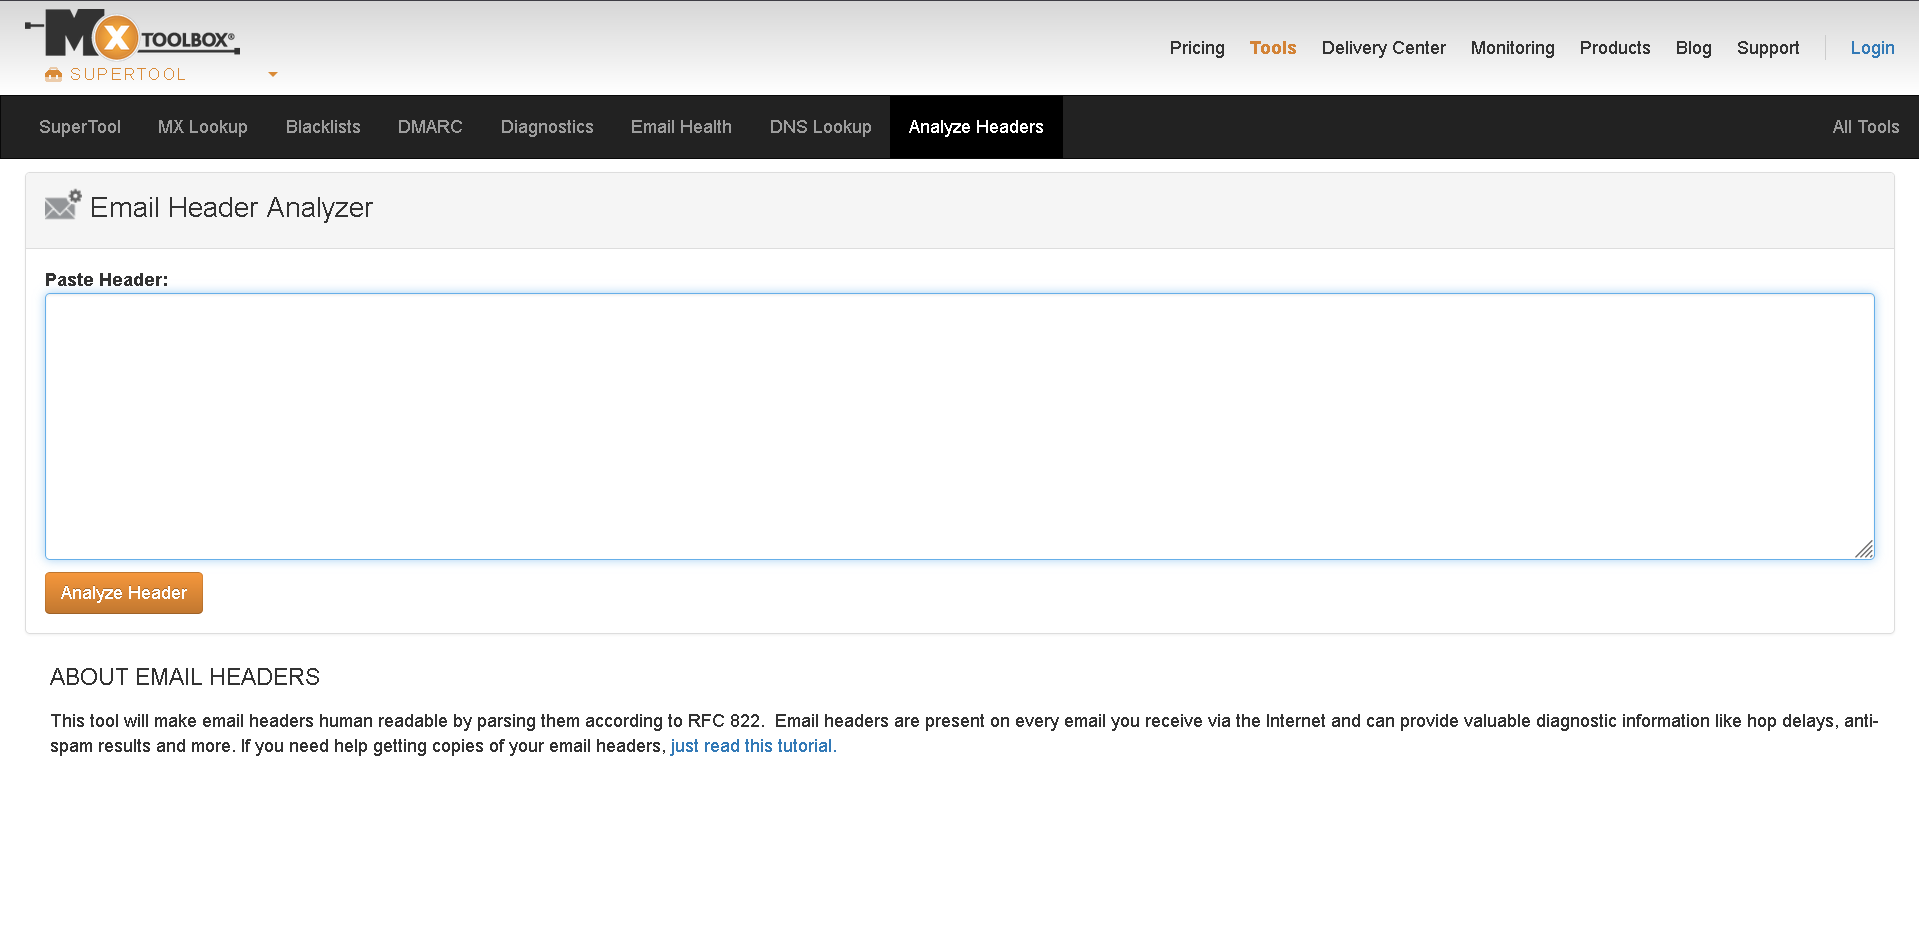 Mx TOOLBOX®
SUPERTOOL
Pricing Tools Delivery Center Monitoring Products Blog Support Login
SuperTool MX Lookup Blacklists DMARC Diagnostics Email Health DNS Lookup Analyze Headers All Tools
Email Header Analyzer
Paste Header:
Analyze Header
ABOUT EMAIL HEADERS
This tool will make email headers human readable by parsing them according to RFC 822.  Email headers are present on every email you receive via the Internet and can provide valuable diagnostic information like hop delays, anti-
spam results and more. If you need help getting copies of your email headers, just read this tutorial.